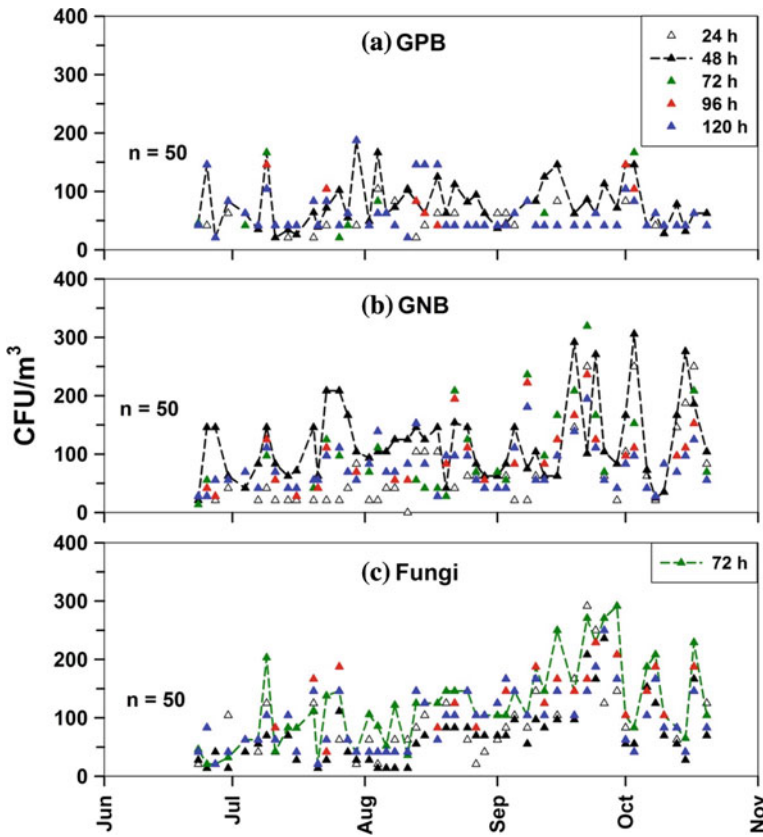 400
(a) GPB
24 h
48 h
72 h
96 h
120 h
300
200
n = 50
100
0
400
(b) GNB
300
200
n = 50
100
0
CFU/m³
400
(c) Fungi
72 h
300
200
n = 50
100
0
Jun
Jul
Aug
Sep
Oct
Nov